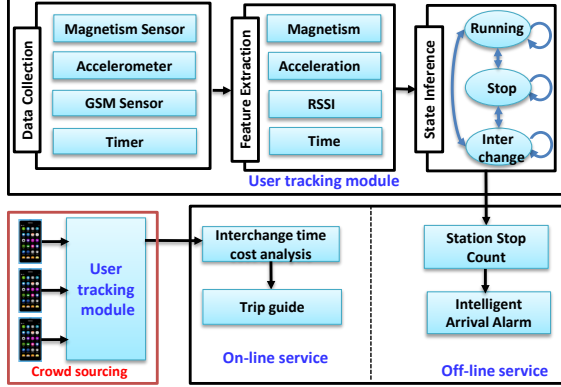 Data Collection
Magnetism Sensor
Accelerometer
GSM Sensor
Timer
Feature Extraction
Magnetism
Acceleration
RSSI
Time
State Inference
Running
Stop
Inter
change
User tracking module
User
tracking
module
Crowd sourcing
Interchange time
cost analysis
Trip guide
On-line service
Station Stop
Count
Intelligent
Arrival Alarm
Off-line service